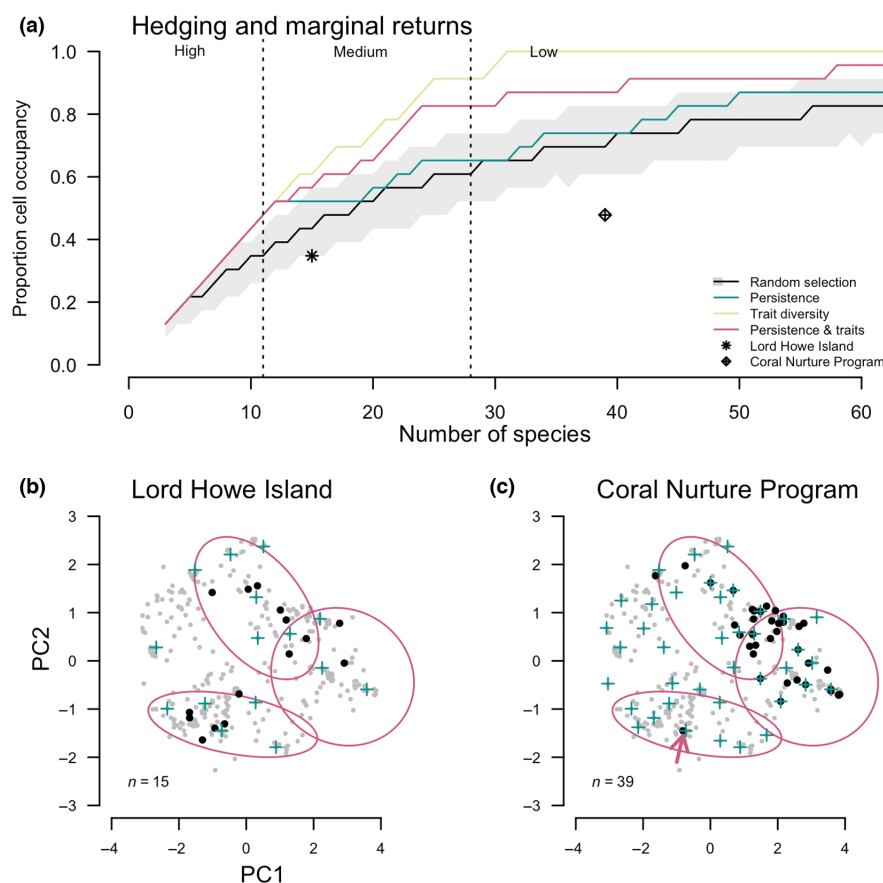 (a) Hedging and marginal returns
High Medium Low
Proportion cell occupancy
1.0
0.8
0.6
0.4
0.2
0.0
Random selection
Persistence
Trait diversity
Persistence & traits
Lord Howe Island
Coral Nurture Program
0 10 20 30 40 50 60
Number of species
(b) Lord Howe Island
PC2
3
2
1
0
−1
−2
−3
n = 15
−4 −2 0 2 4
PC1
(c) Coral Nurture Program
3
2
1
0
−1
−2
−3
n = 39
−4 −2 0 2 4